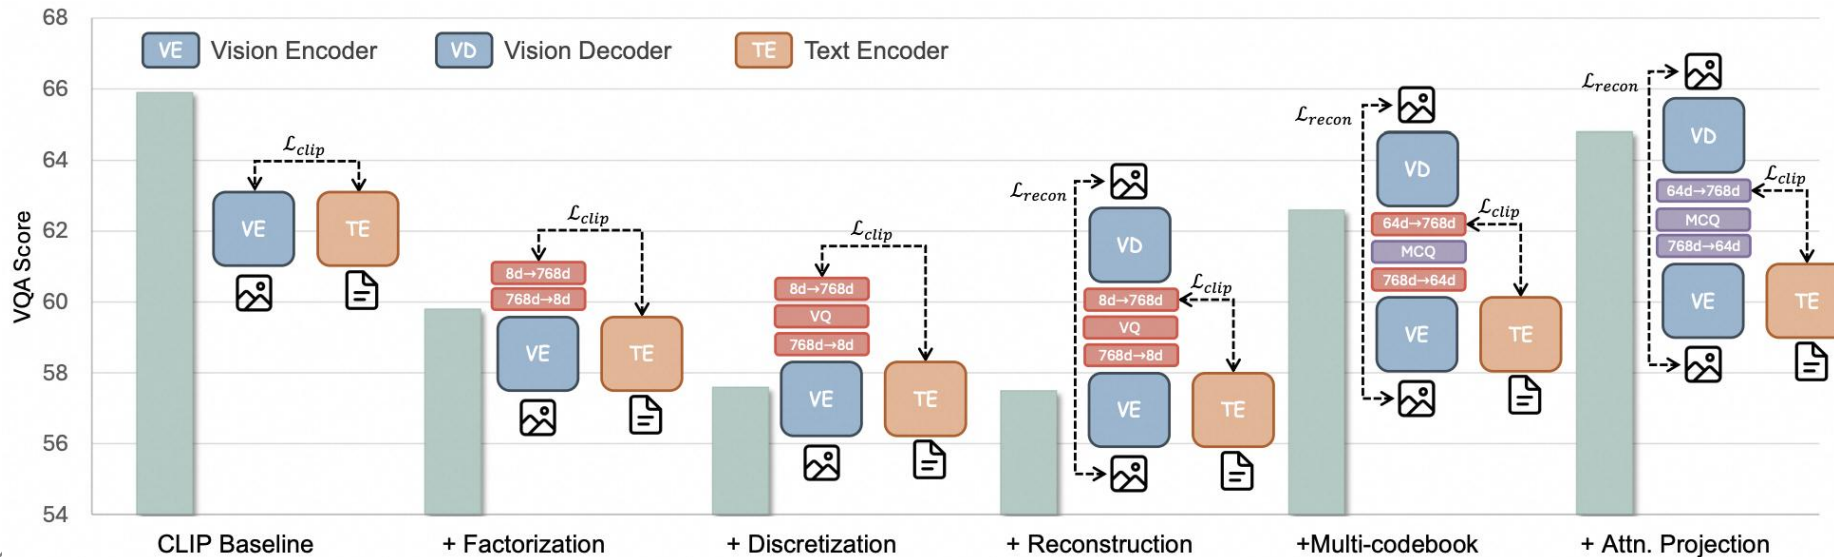 68
66
64
62
60
58
56
54
VQA Score
VE Vision Encoder
VD Vision Decoder
TE Text Encoder
ℒclip
VE
TE
ℒclip
8d→768d
768d→8d
VE
TE
ℒclip
8d→768d
VQ
768d→8d
VE
TE
ℒrecon
VD
ℒclip
8d→768d
VQ
768d→8d
VE
TE
ℒrecon
VD
ℒclip
64d→768d
MCQ
768d→64d
VE
TE
ℒrecon
VD
ℒclip
64d→768d
MCQ
768d→64d
VE
TE
CLIP Baseline
+ Factorization
+ Discretization
+ Reconstruction
+Multi-codebook
+ Attn. Projection